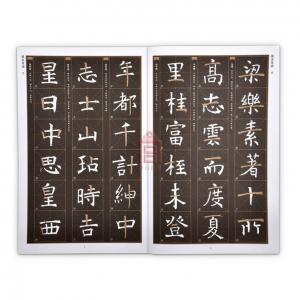 梁樂素著十所
高志雲而度夏
里桂富桎未登
年都千計紳中
志士山玷時吉
星日中思皇西